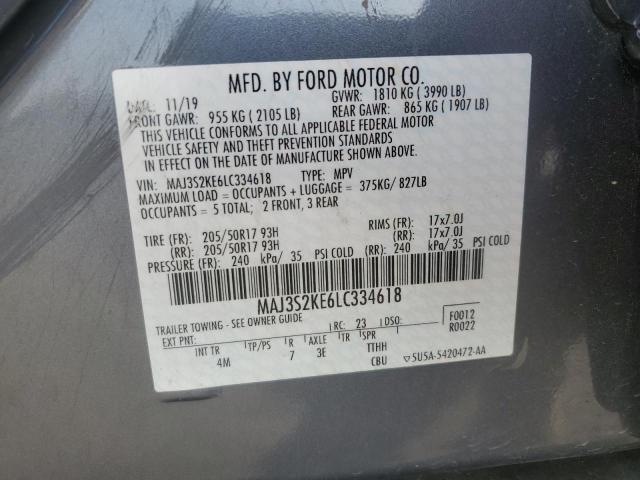 MFD. BY FORD MOTOR CO.
DATE: 11/19 GVWR: 1810 KG ( 3990 LB)
FRONT GAWR: 955 KG ( 2105 LB) REAR GAWR: 865 KG ( 1907 LB)
THIS VEHICLE CONFORMS TO ALL APPLICABLE FEDERAL MOTOR
VEHICLE SAFETY AND THEFT PREVENTION STANDARDS
IN EFFECT ON THE DATE OF MANUFACTURE SHOWN ABOVE.
VIN: MAJ3S2KE6LC334618 TYPE: MPV
MAXIMUM LOAD = OCCUPANTS + LUGGAGE = 375KG/ 827LB
OCCUPANTS = 5 TOTAL; 2 FRONT, 3 REAR
TIRE (FR): 205/50R17 93H RIMS (FR): 17x7.0J
(RR): 205/50R17 93H (RR): 17x7.0J
PRESSURE (FR): 240 kPa/ 35 PSI COLD (RR): 240 kPa/ 35 PSI COLD
MAJ3S2KE6LC334618
TRAILER TOWING - SEE OWNER GUIDE
EXT PNT: RC: 23 DSO: F0012
R0022
INT TR TP/PS R AXLE TR SPR
4M 7 3E TTHH
CBU ▽5U5A-5420472-AA